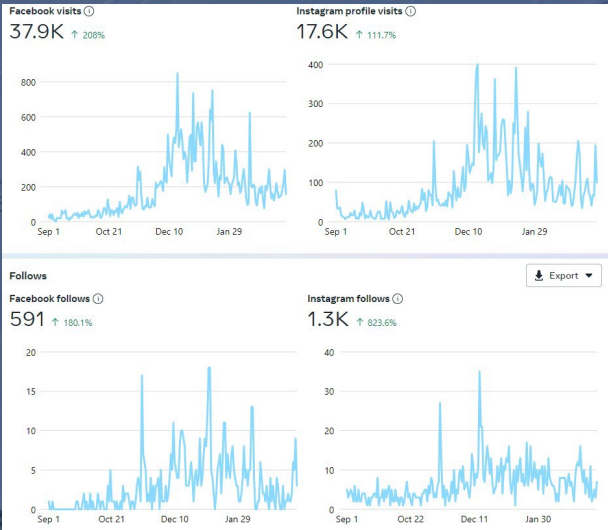 Facebook visits
37.9K ↑ 208%
800
600
400
200
0
Sep 1 Oct 21 Dec 10 Jan 29
Instagram profile visits
17.6K ↑ 111.7%
400
300
200
100
0
Sep 1 Oct 21 Dec 10 Jan 29
Follows
Export
Facebook follows
591 ↑ 180.1%
20
15
10
5
0
Sep 1 Oct 21 Dec 10 Jan 29
Instagram follows
1.3K ↑ 823.6%
40
30
20
10
0
Sep 1 Oct 22 Dec 11 Jan 30